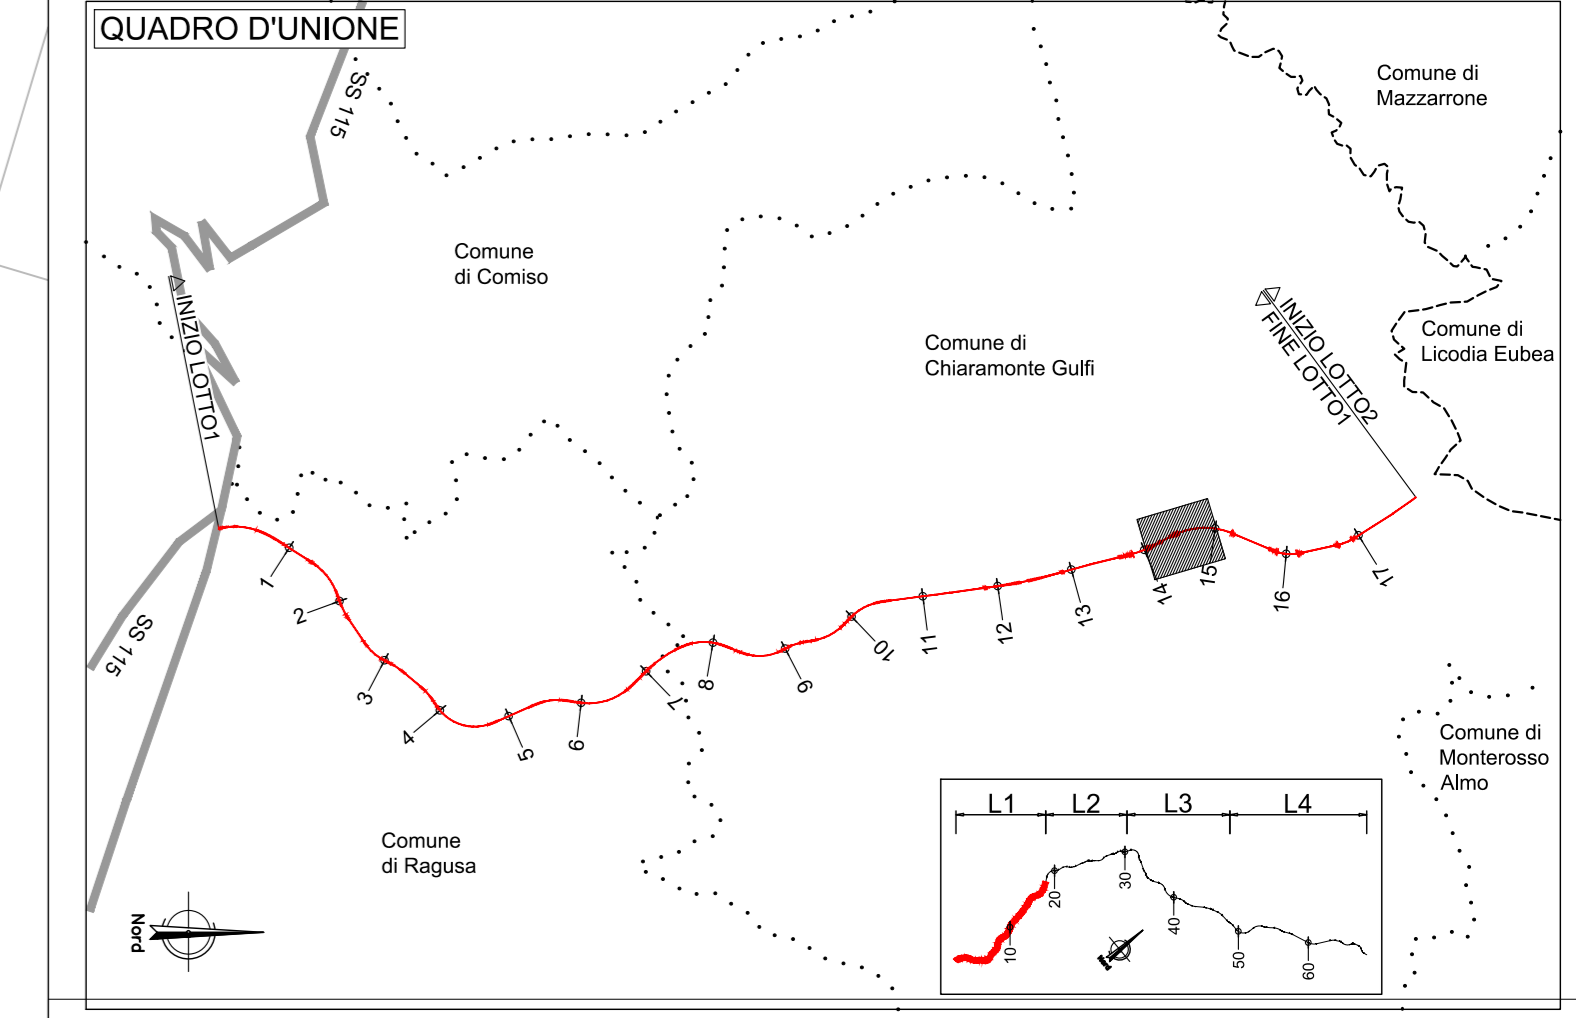 QUADRO D'UNIONE
SS 115
Comune di
Mazzarrone
Comune
di Comiso
INIZIO LOTTO1
INIZIO LOTTO2
FINE LOTTO1
Comune di
Chiaramonte Gulfi
Comune di
Licodia Eubea
1
2
3
4
5
6
7
8
9
10
11
12
13
14
15
16
17
SS 115
Comune di
Monterosso
Almo
Comune
di Ragusa
Nord
L1
L2
L3
L4
10
20
30
40
50
60